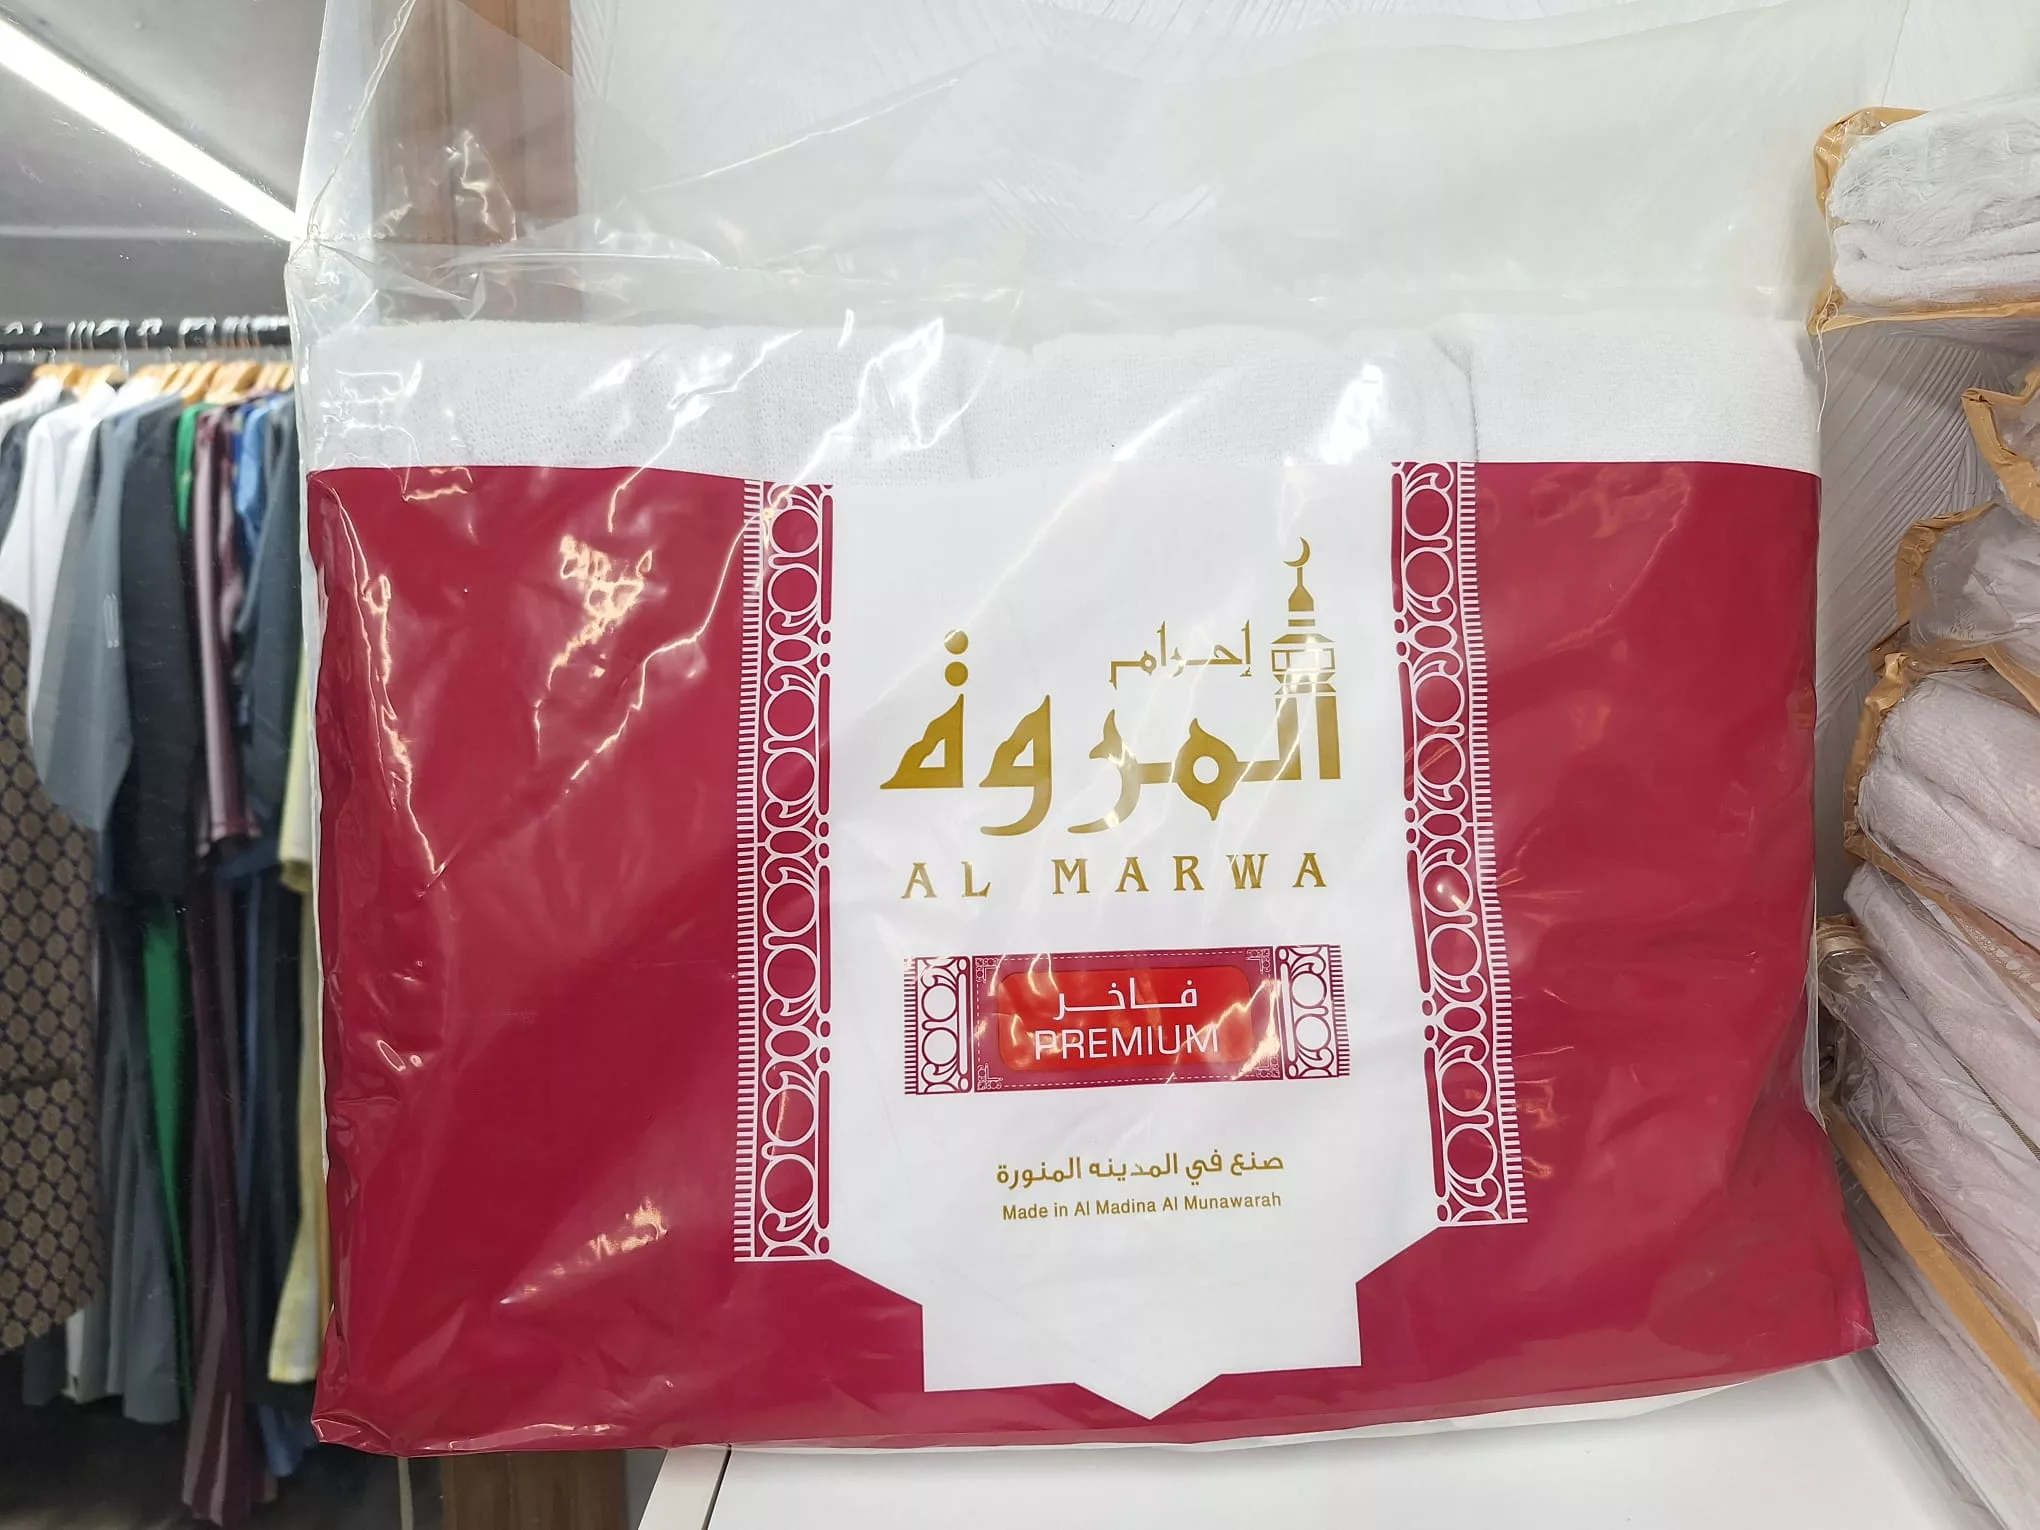 إحرام
المروة
AL MARWA
فاخر
PREMIUM
صنع في المدينه المنورة
Made in Al Madina Al Munawarah